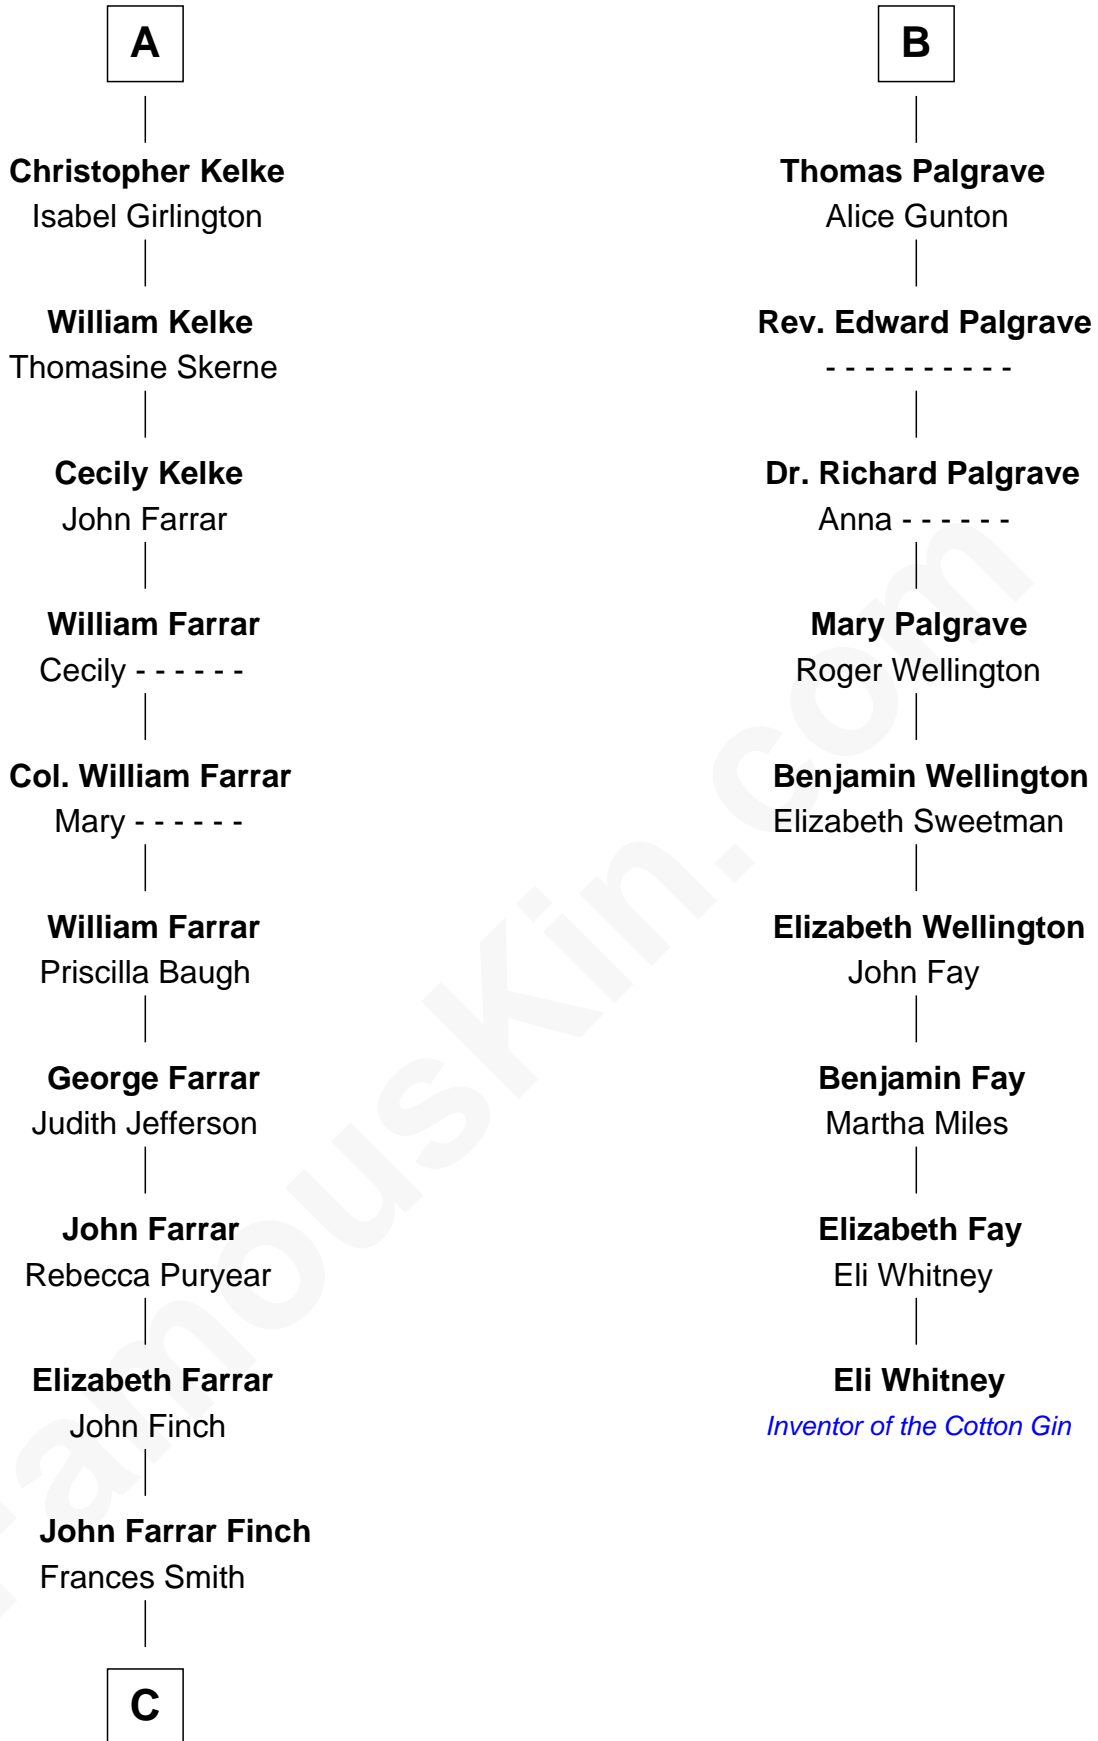 A
Christopher Kelke
Isabel Girlington
William Kelke
Thomasine Skerne
Cecily Kelke
John Farrar
William Farrar
Cecily - - - - - -
Col. William Farrar
Mary - - - - - -
William Farrar
Priscilla Baugh
George Farrar
Judith Jefferson
John Farrar
Rebecca Puryear
Elizabeth Farrar
John Finch
John Farrar Finch
Frances Smith
C
B
Thomas Palgrave
Alice Gunton
Rev. Edward Palgrave
- - - - - - - - - -
Dr. Richard Palgrave
Anna - - - - - -
Mary Palgrave
Roger Wellington
Benjamin Wellington
Elizabeth Sweetman
Elizabeth Wellington
John Fay
Benjamin Fay
Martha Miles
Elizabeth Fay
Eli Whitney
Eli Whitney
Inventor of the Cotton Gin
FamousKin.com